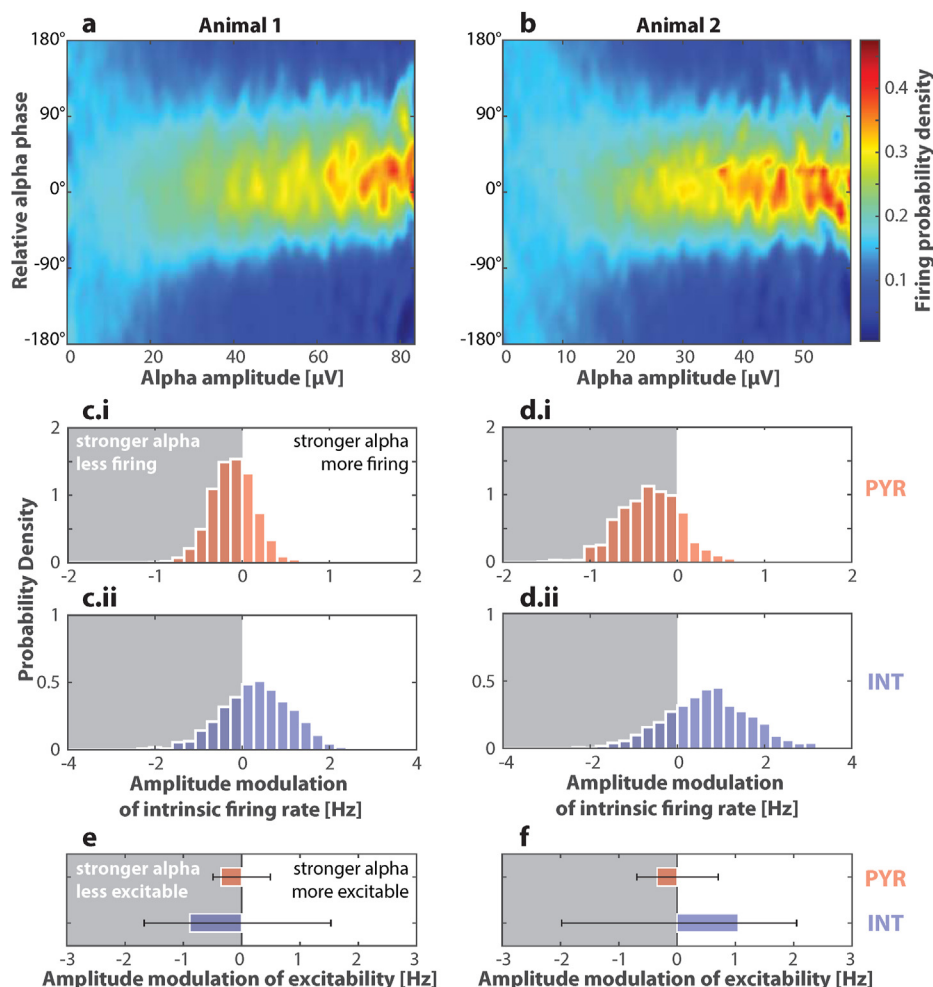 a
Animal 1
b
Animal 2
180°
90°
0°
-90°
-180°
Relative alpha phase
0 20 40 60 80
Alpha amplitude [µV]
180°
90°
0°
-90°
-180°
0 10 20 30 40 50
Alpha amplitude [µV]
0.4
0.3
0.2
0.1
Firing probability density
c.i
stronger alpha
less firing
stronger alpha
more firing
2
1
0
-2 -1 0 1 2
d.i
2
1
0
-2 -1 0 1 2
PYR
Probability Density
c.ii
1
0.5
0
-4 -2 0 2 4
Amplitude modulation
of intrinsic firing rate [Hz]
d.ii
1
0.5
0
-4 -2 0 2 4
Amplitude modulation
of intrinsic firing rate [Hz]
INT
e
stronger alpha
less excitable
stronger alpha
more excitable
-3 -2 -1 0 1 2 3
Amplitude modulation of excitability [Hz]
f
PYR
INT
-3 -2 -1 0 1 2 3
Amplitude modulation of excitability [Hz]